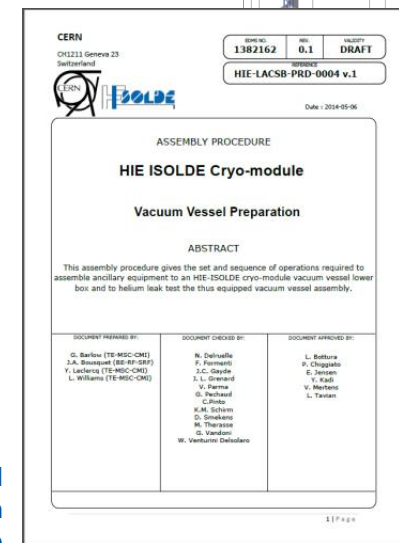 CERN
CH1211 Geneva 23
Switzerland
EDMS NO.
1382162
REV.
0.1
VALIDITY
DRAFT
REFERENCE
HIE-LACSB-PRD-0004 v.1
CERN
ISOLDE
Date : 2014-05-06
ASSEMBLY PROCEDURE
HIE ISOLDE Cryo-module
Vacuum Vessel Preparation
ABSTRACT
This assembly procedure gives the set and sequence of operations required to
assemble ancillary equipment to an HIE-ISOLDE cryo-module vacuum vessel lower
box and to helium leak test the thus equipped vacuum vessel assembly.
DOCUMENT PREPARED BY:
G. Barlow (TE-MSC-CMI)
J.A. Bousquet (BE-RF-SRF)
Y. Leclercq (TE-MSC-CMI)
L. Williams (TE-MSC-CMI)
DOCUMENT CHECKED BY:
N. Delruelle
F. Formenti
J.C. Gayde
J. L. Grenard
V. Parma
G. Pechaud
C.Pinto
K.M. Schirm
D. Smekens
M. Therasse
G. Vandoni
W. Venturini Delsolaro
DOCUMENT APPROVED BY:
L. Bottura
P. Chiggiato
E. Jensen
Y. Kadi
V. Mertens
L. Tavian
1 | Page